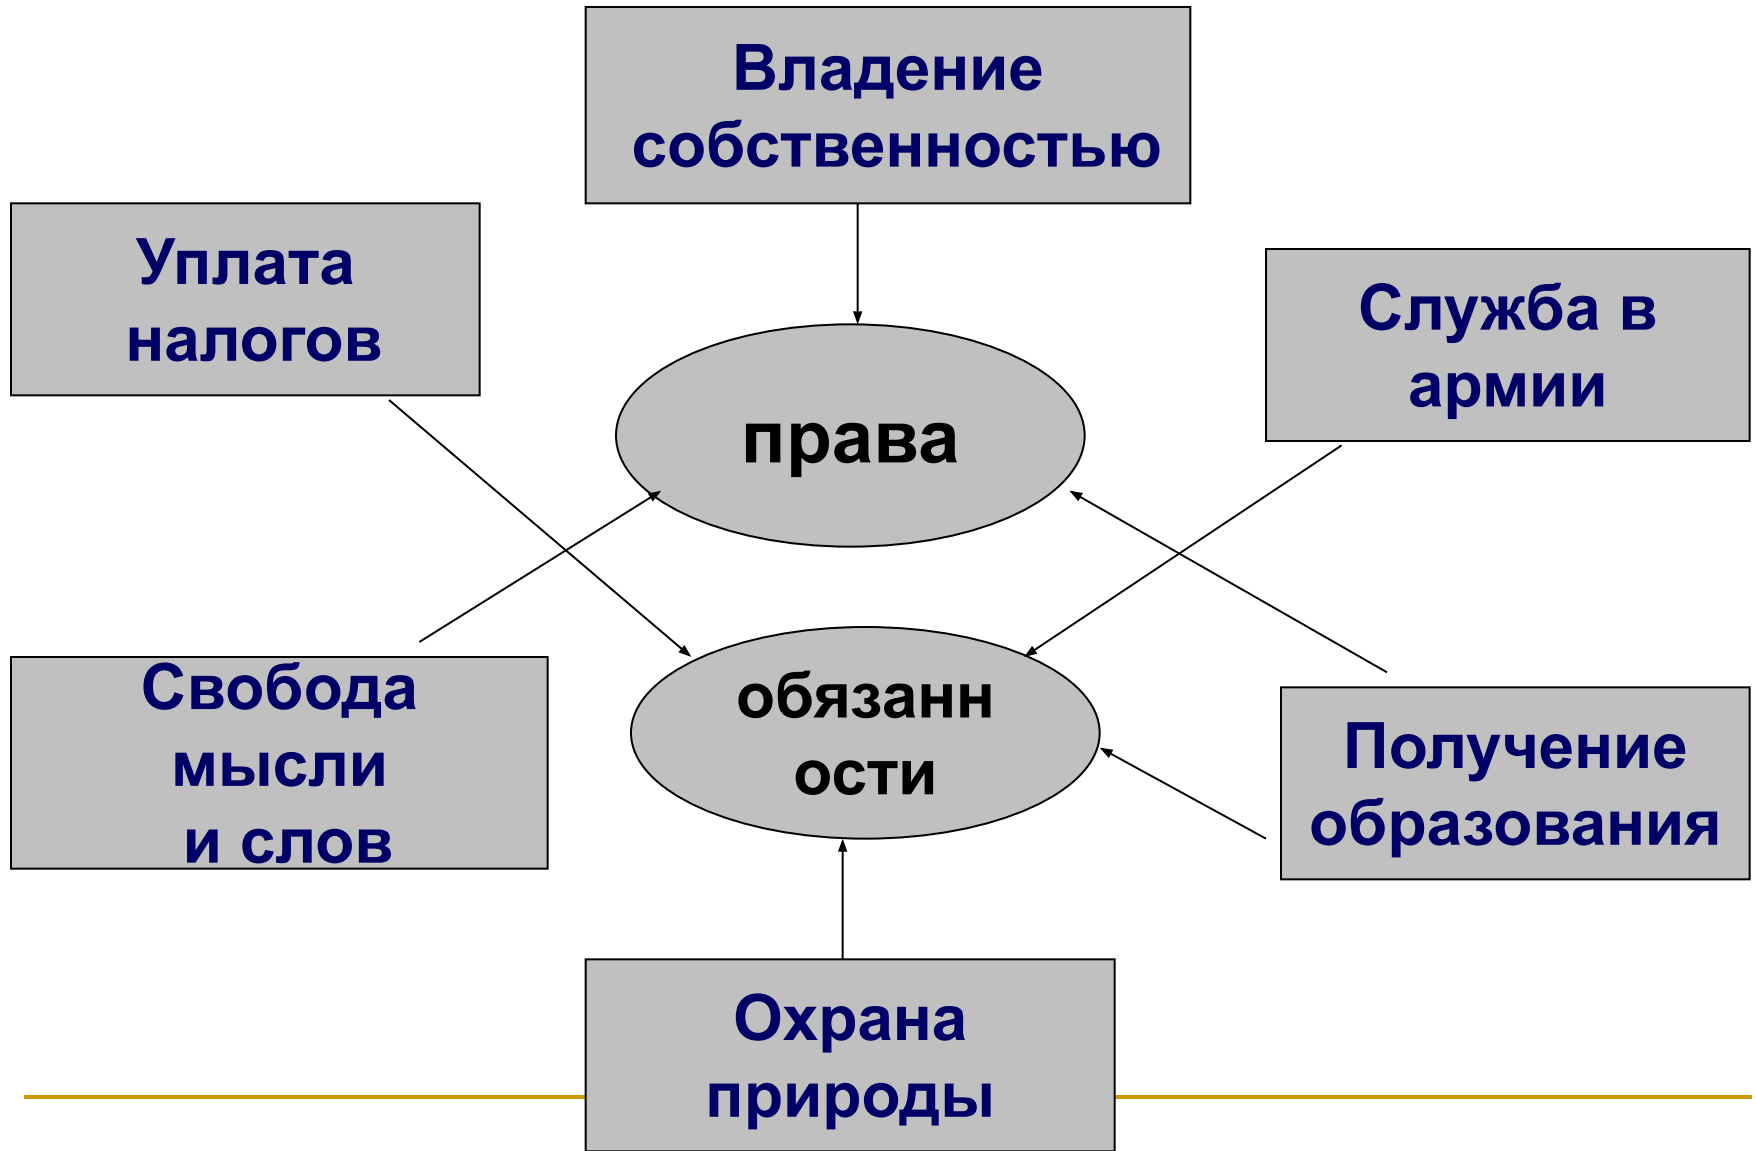 Владение
собственностью
Уплата
налогов
Служба в
армии
права
Свобода
мысли
и слов
обязанн
ости
Получение
образования
Охрана
природы